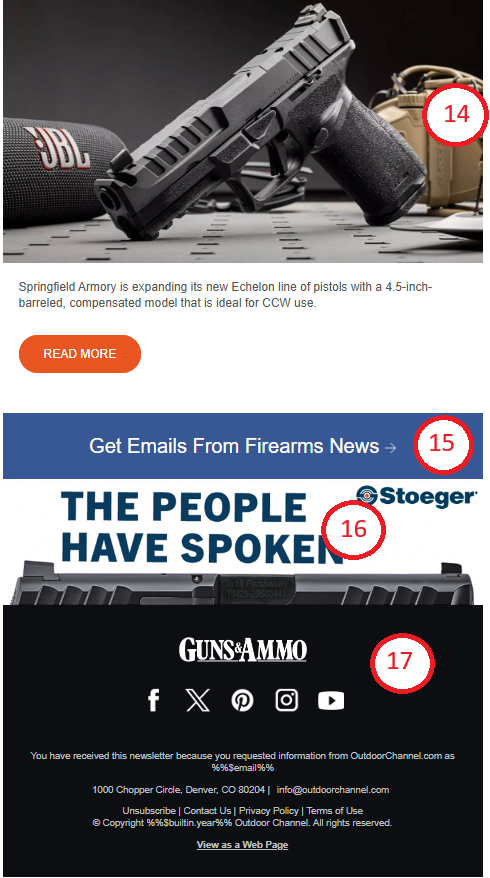 14
JBL
Springfield Armory is expanding its new Echelon line of pistols with a 4.5-inch-
barreled, compensated model that is ideal for CCW use.
READ MORE
Get Emails From Firearms News →
15
Stoeger
THE PEOPLE
16
HAVE SPOKEN
9x19 Parabellum
T6429-20S03449
GUNS&AMMO
17
You have received this newsletter because you requested information from OutdoorChannel.com as
%%$email%%
1000 Chopper Circle, Denver, CO 80204 | info@outdoorchannel.com
Unsubscribe | Contact Us | Privacy Policy | Terms of Use
© Copyright %%$builtin.year%% Outdoor Channel. All rights reserved.
View as a Web Page